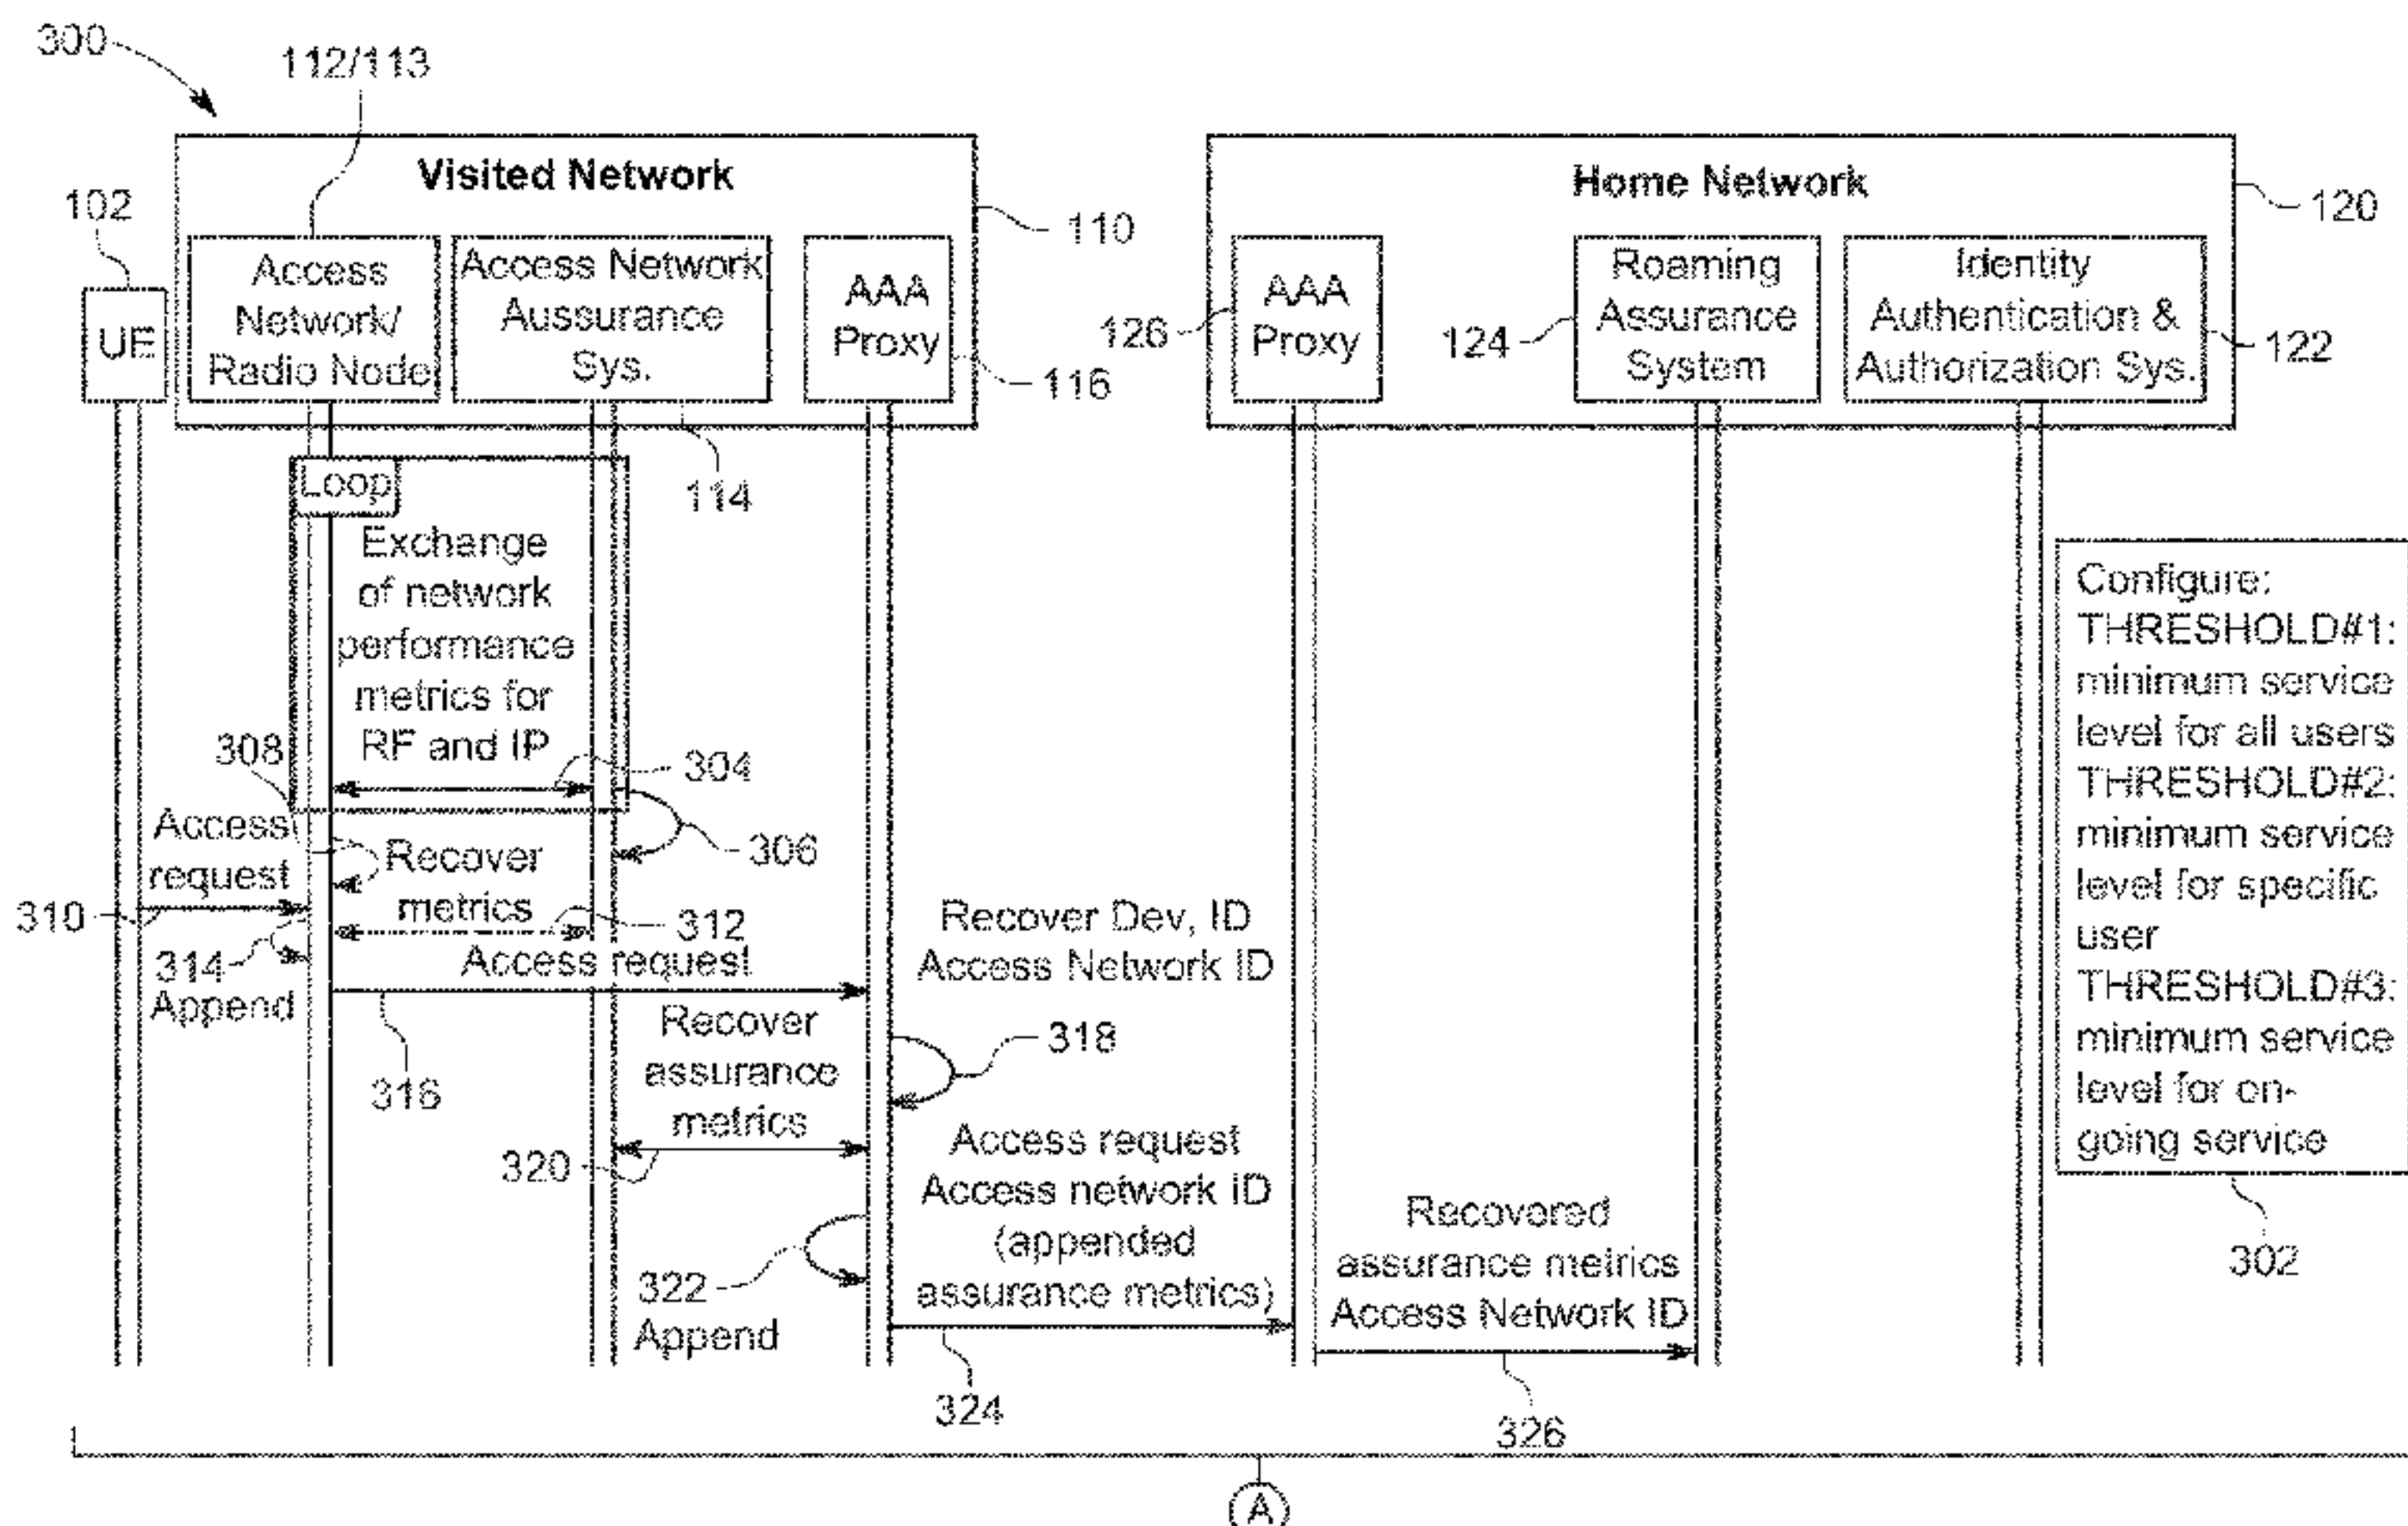 300
112/113
Visited Network
Home Network
102
110
120
UE
Access
Network/
Radio Node
Access Network
Aussurance
Sys.
AAA
Proxy
116
126
AAA
Proxy
124
Roaming
Assurance
System
Identity
Authentication &
Authorization Sys.
122
114
Loop
Exchange
of network
performance
metrics for
RF and IP
304
306
308
Access
request
310
Recover
metrics
312
314
Append
Access request
316
Recover Dev, ID
Access Network ID
318
Recover
assurance
metrics
320
322
Append
Access request
Access network ID
(appended
assurance metrics)
324
Recovered
assurance metrics
Access Network ID
326
Configure:
THRESHOLD#1:
minimum service
level for all users
THRESHOLD#2:
minimum service
level for specific
user
THRESHOLD#3:
minimum service
level for on-
going service
302
A